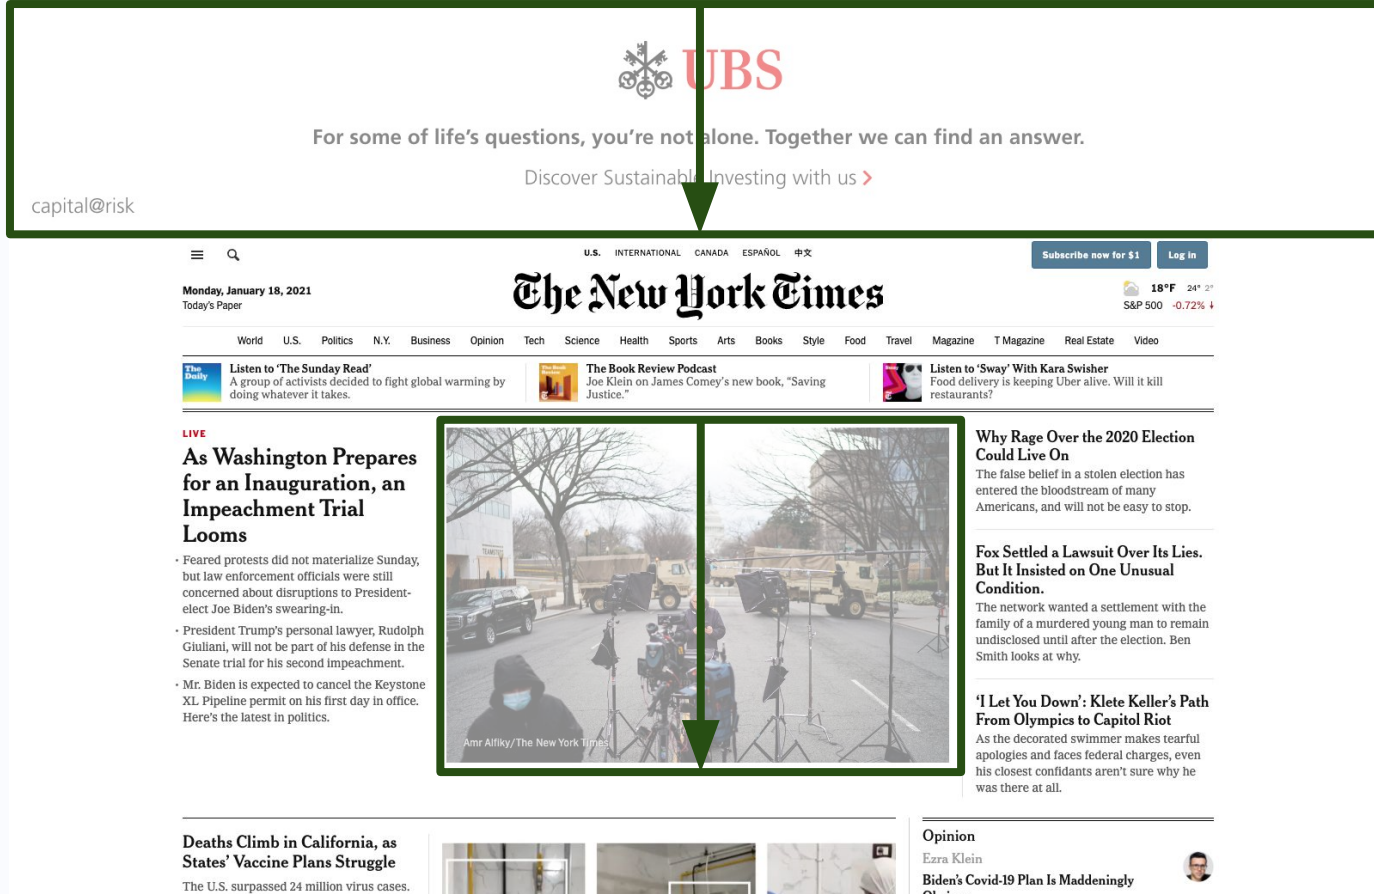 UBS
For some of life's questions, you're not alone. Together we can find an answer.
Discover Sustainable Investing with us
capital@risk
U.S. INTERNATIONAL CANADA ESPAÑOL 中文
Subscribe now for $1 Log in
Monday, January 18, 2021
Today's Paper
The New York Times
18°F 24° 2°
S&P 500 -0.72%
World U.S. Politics N.Y. Business Opinion Tech Science Health Sports Arts Books Style Food Travel Magazine T Magazine Real Estate Video
The
Daily
Listen to 'The Sunday Read'
A group of activists decided to fight global warming by
doing whatever it takes.
The Book
Review
The Book Review Podcast
Joe Klein on James Comey's new book, “Saving
Justice.”
Listen to 'Sway' With Kara Swisher
Food delivery is keeping Uber alive. Will it kill
restaurants?
LIVE
As Washington Prepares
for an Inauguration, an
Impeachment Trial
Looms
• Feared protests did not materialize Sunday,
but law enforcement officials were still
concerned about disruptions to President-
elect Joe Biden's swearing-in.
• President Trump's personal lawyer, Rudolph
Giuliani, will not be part of his defense in the
Senate trial for his second impeachment.
• Mr. Biden is expected to cancel the Keystone
XL Pipeline permit on his first day in office.
Here's the latest in politics.
TEAMSTERS
Amr Alfiky/The New York Times
Why Rage Over the 2020 Election
Could Live On
The false belief in a stolen election has
entered the bloodstream of many
Americans, and will not be easy to stop.
Fox Settled a Lawsuit Over Its Lies.
But It Insisted on One Unusual
Condition.
The network wanted a settlement with the
family of a murdered young man to remain
undisclosed until after the election. Ben
Smith looks at why.
'I Let You Down': Klete Keller's Path
From Olympics to Capitol Riot
As the decorated swimmer makes tearful
apologies and faces federal charges, even
his closest confidants aren't sure why he
was there at all.
Deaths Climb in California, as
States' Vaccine Plans Struggle
The U.S. surpassed 24 million virus cases.
Opinion
Ezra Klein
Biden's Covid-19 Plan Is Maddeningly